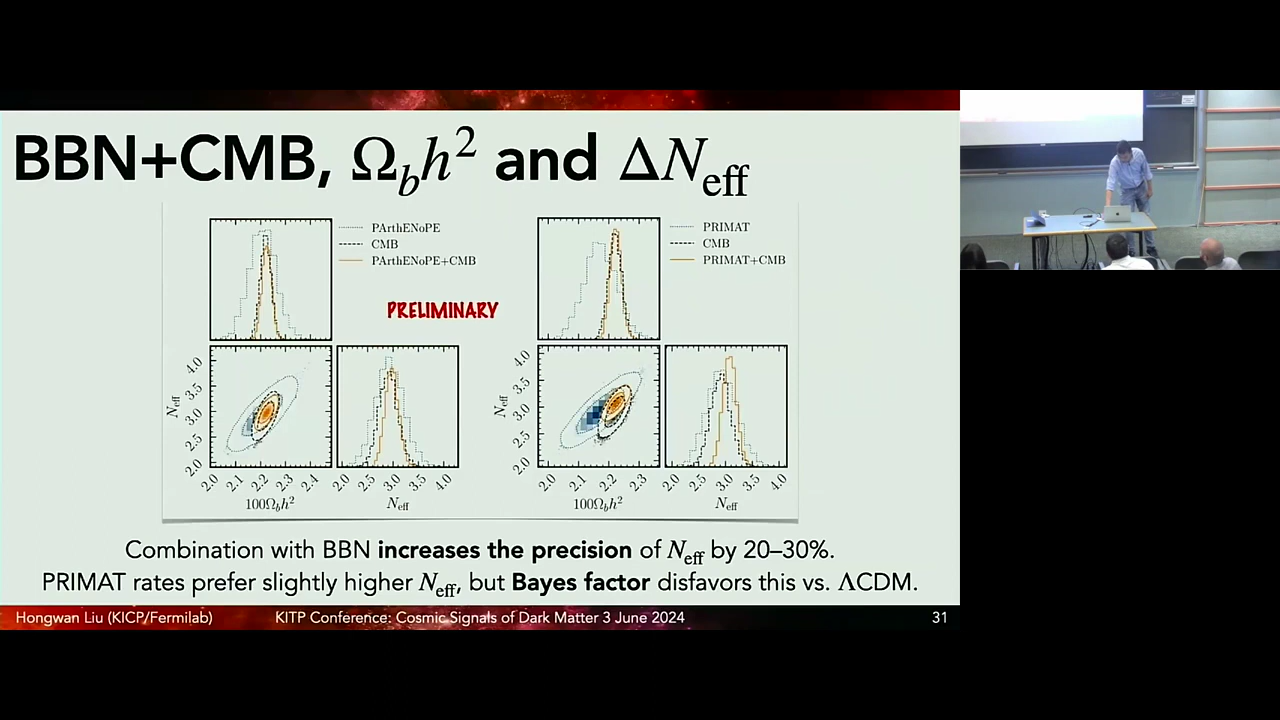 BBN+CMB, Ω_b h² and ΔN_eff
PArthENoPE
CMB
PArthENoPE+CMB
PRIMAT
CMB
PRIMAT+CMB
PRELIMINARY
N_eff
4.0
3.5
3.0
2.5
2.0
2.0 2.1 2.2 2.3 2.4
100Ω_b h²
2.0 2.5 3.0 3.5 4.0
N_eff
N_eff
4.0
3.5
3.0
2.5
2.0
2.0 2.1 2.2 2.3
100Ω_b h²
2.0 2.5 3.0 3.5 4.0
N_eff
Combination with BBN increases the precision of N_eff by 20–30%.
PRIMAT rates prefer slightly higher N_eff, but Bayes factor disfavors this vs. ΛCDM.
Hongwan Liu (KICP/Fermilab) KITP Conference: Cosmic Signals of Dark Matter 3 June 2024 31